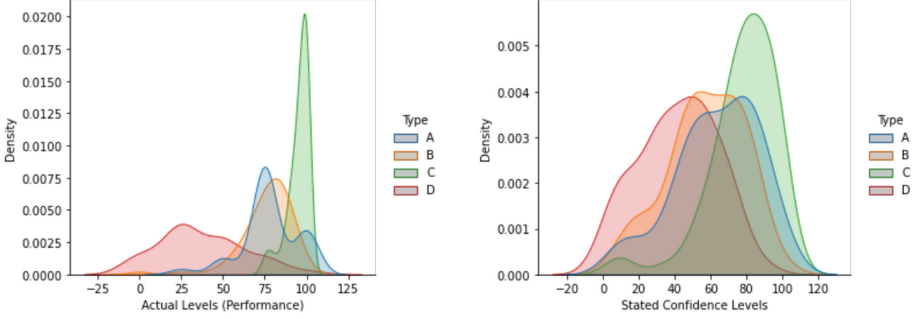 0.0200
0.0175
0.0150
0.0125
0.0100
0.0075
0.0050
0.0025
0.0000
Density
−25 0 25 50 75 100 125
Actual Levels (Performance)
Type
A
B
C
D
0.005
0.004
0.003
0.002
0.001
0.000
Density
−20 0 20 40 60 80 100 120
Stated Confidence Levels
Type
A
B
C
D